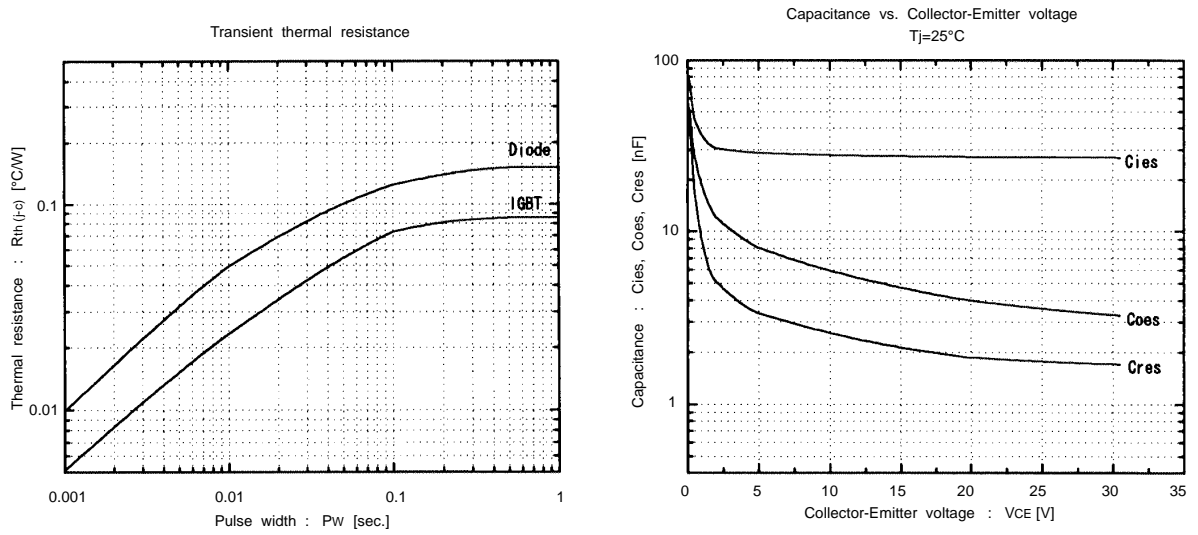 Transient thermal resistance
Thermal resistance : Rth (j-c) [°C/W]
0.1
0.01
Diode
IGBT
0.001 0.01 0.1 1
Pulse width : PW [sec.]
Capacitance vs. Collector-Emitter voltage
Tj=25°C
Capacitance : Cies, Coes, Cres [nF]
100
10
1
Cies
Coes
Cres
0 5 10 15 20 25 30 35
Collector-Emitter voltage : VCE [V]